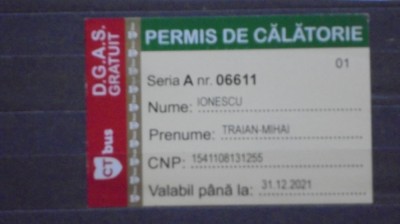 D.G.A.S.
GRATUIT
CT bus
PERMIS DE CĂLĂTORIE
01
Seria A nr. 06611
Nume: IONESCU
Prenume: TRAIAN-MIHAI
CNP: 1541108131255
Valabil până la: 31.12.2021